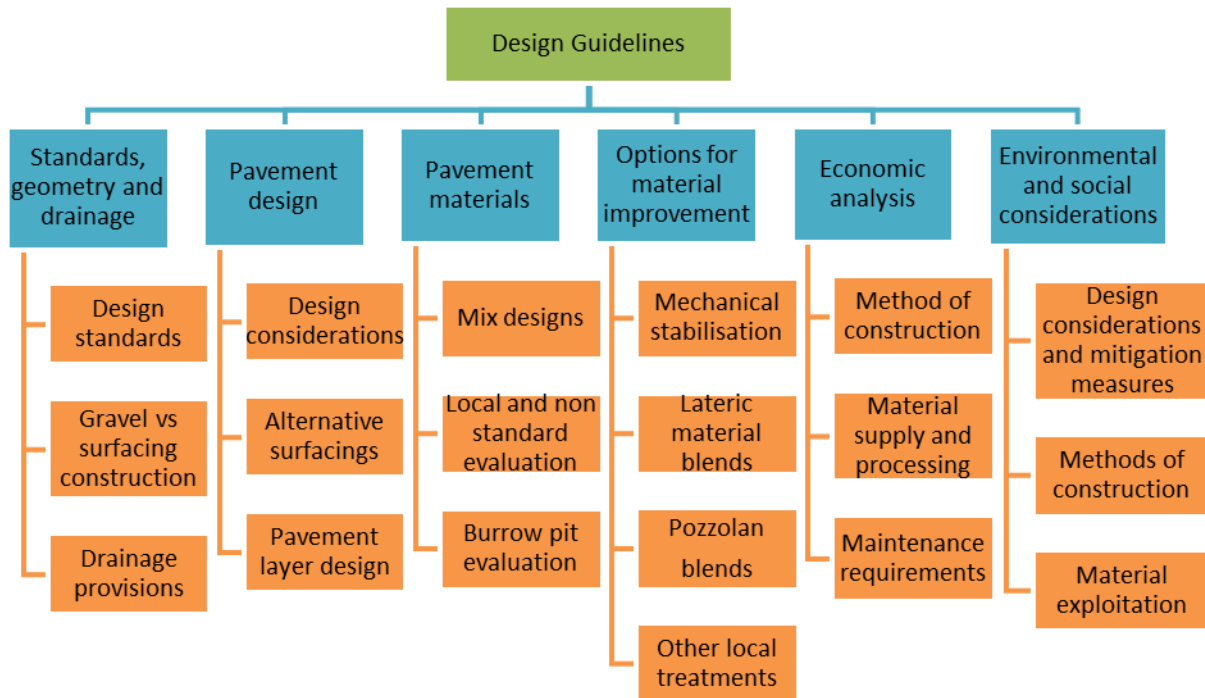 Design Guidelines
Standards,
geometry and
drainage
Design
standards
Gravel vs
surfacing
construction
Drainage
provisions
Pavement
design
Design
considerations
Alternative
surfacings
Pavement
layer design
Pavement
materials
Mix designs
Local and non
standard
evaluation
Burrow pit
evaluation
Options for
material
improvement
Mechanical
stabilisation
Lateric
material
blends
Pozzolan
blends
Other local
treatments
Economic
analysis
Method of
construction
Material
supply and
processing
Maintenance
requirements
Environmental
and social
considerations
Design
considerations
and mitigation
measures
Methods of
construction
Material
exploitation